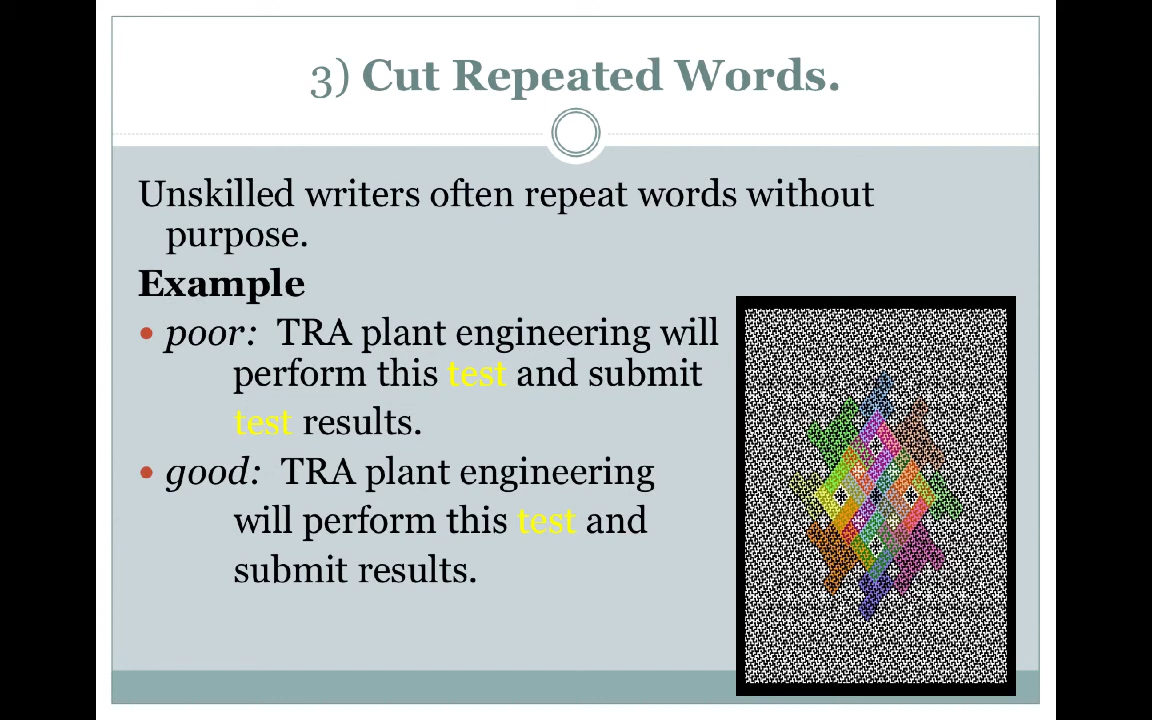 3) Cut Repeated Words.
Unskilled writers often repeat words without
purpose.
Example
• poor: TRA plant engineering will
perform this test and submit
test results.
• good: TRA plant engineering
will perform this test and
submit results.